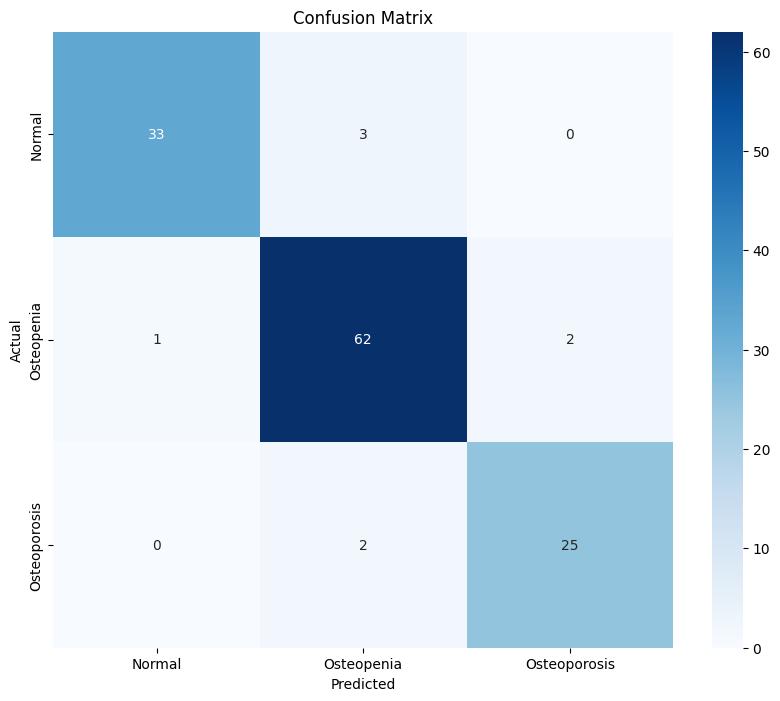 Confusion Matrix
Actual
Normal
33
3
0
Osteopenia
1
62
2
Osteoporosis
0
2
25
Normal
Osteopenia
Osteoporosis
Predicted
60
50
40
30
20
10
0